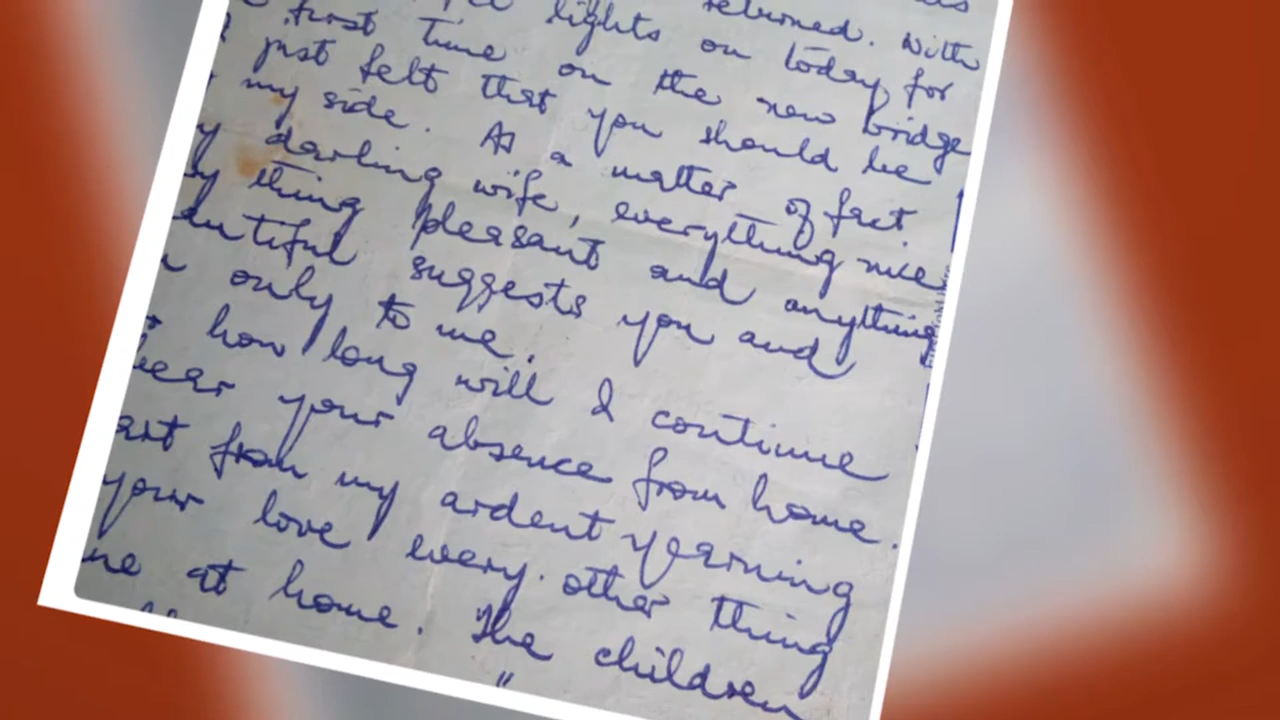 returned. With
lights on today for
first time on the new bridge
just felt that you should be
my side. As a matter of fact.
y darling wife, everything nice
thing pleasant and anything
utiful suggests you and
only to me.
how long will I continue
bear your absence from home.
art from my ardent yearning
your love every. other thing
ne at home. The children